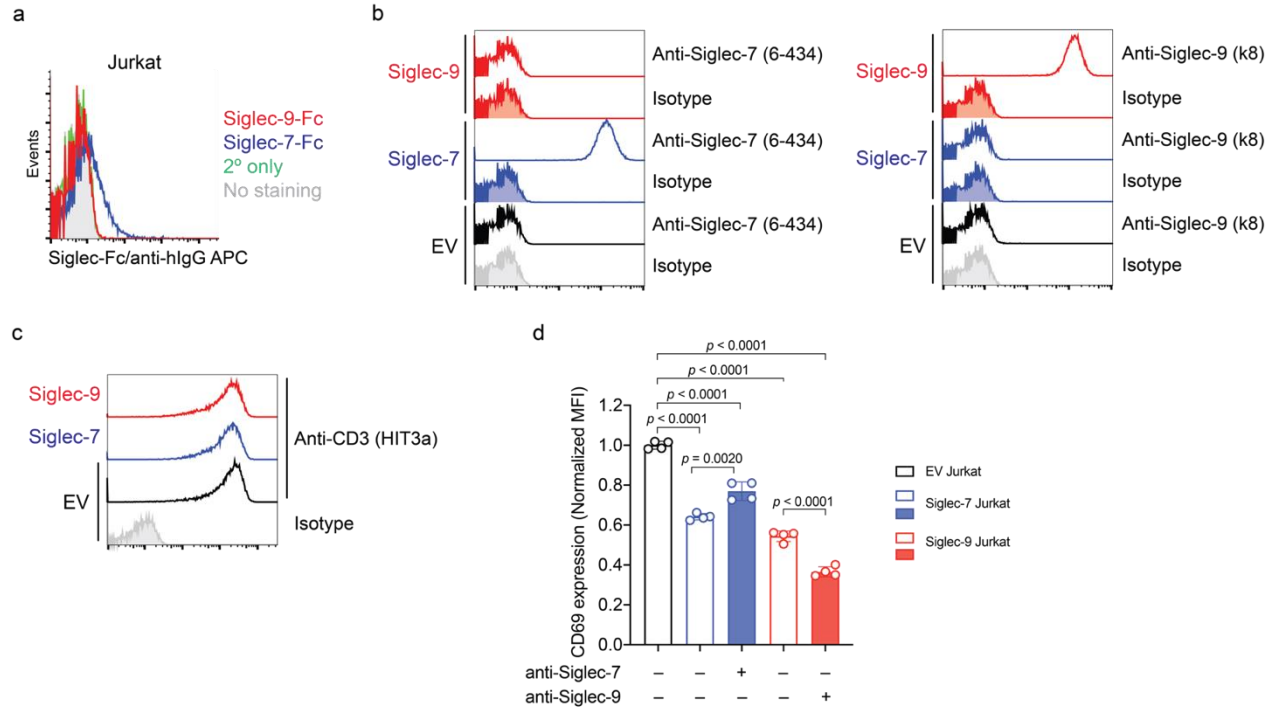 a
Jurkat
Events
Siglec-9-Fc
Siglec-7-Fc
2º only
No staining
Siglec-Fc/anti-hIgG APC
b
Siglec-9
Siglec-7
EV
Anti-Siglec-7 (6-434)
Isotype
Anti-Siglec-7 (6-434)
Isotype
Anti-Siglec-7 (6-434)
Isotype
Siglec-9
Siglec-7
EV
Anti-Siglec-9 (k8)
Isotype
Anti-Siglec-9 (k8)
Isotype
Anti-Siglec-9 (k8)
Isotype
c
Siglec-9
Siglec-7
EV
Anti-CD3 (HIT3a)
Isotype
d
CD69 expression (Normalized MFI)
1.2
1.0
0.8
0.6
0.4
0.2
0.0
p < 0.0001
p < 0.0001
p < 0.0001
p < 0.0001
p = 0.0020
p < 0.0001
anti-Siglec-7 – – + – –
anti-Siglec-9 – – – – +
EV Jurkat
Siglec-7 Jurkat
Siglec-9 Jurkat